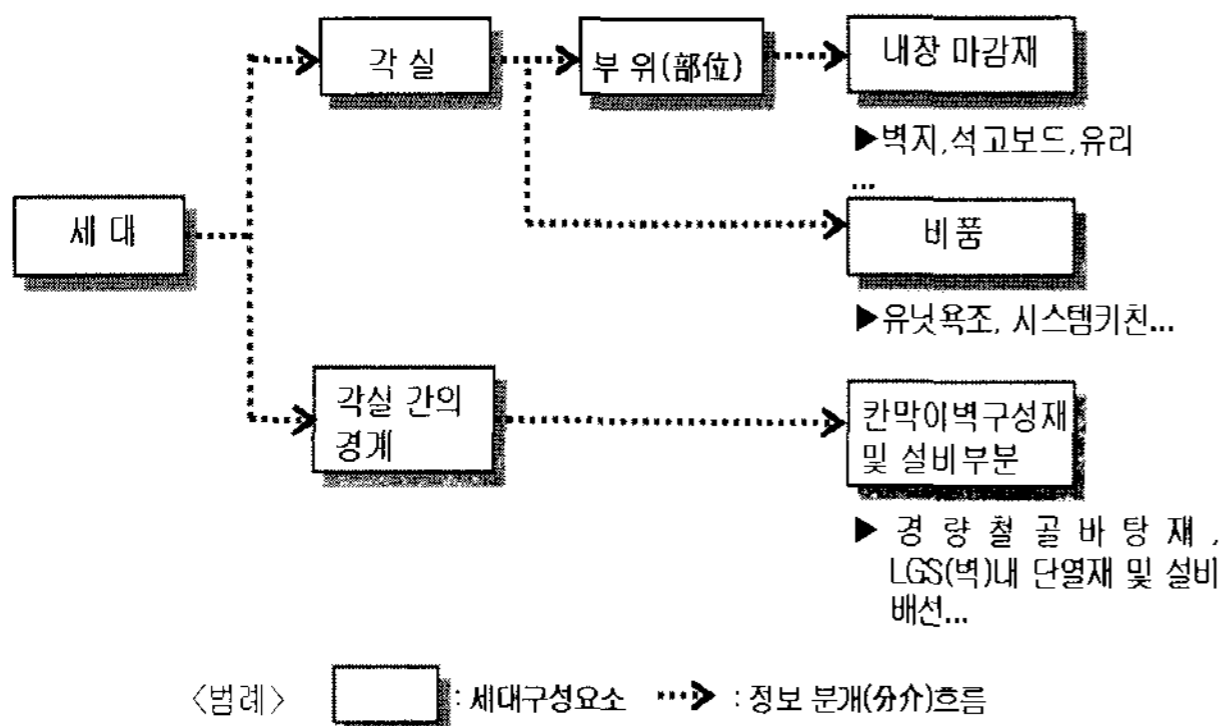 각 실
부 위(部位)
내장 마감재
▶벽지,석고보드,유리
...
세 대
비 품
▶유닛욕조, 시스템키친...
각실 간의
경계
칸막이벽구성재
및 설비부분
▶ 경 량 철 골 바 탕 재 ,
LGS(벽)내 단열재 및 설비
배선...
〈범례〉 : 세대구성요소 : 정보 분개(分介)흐름